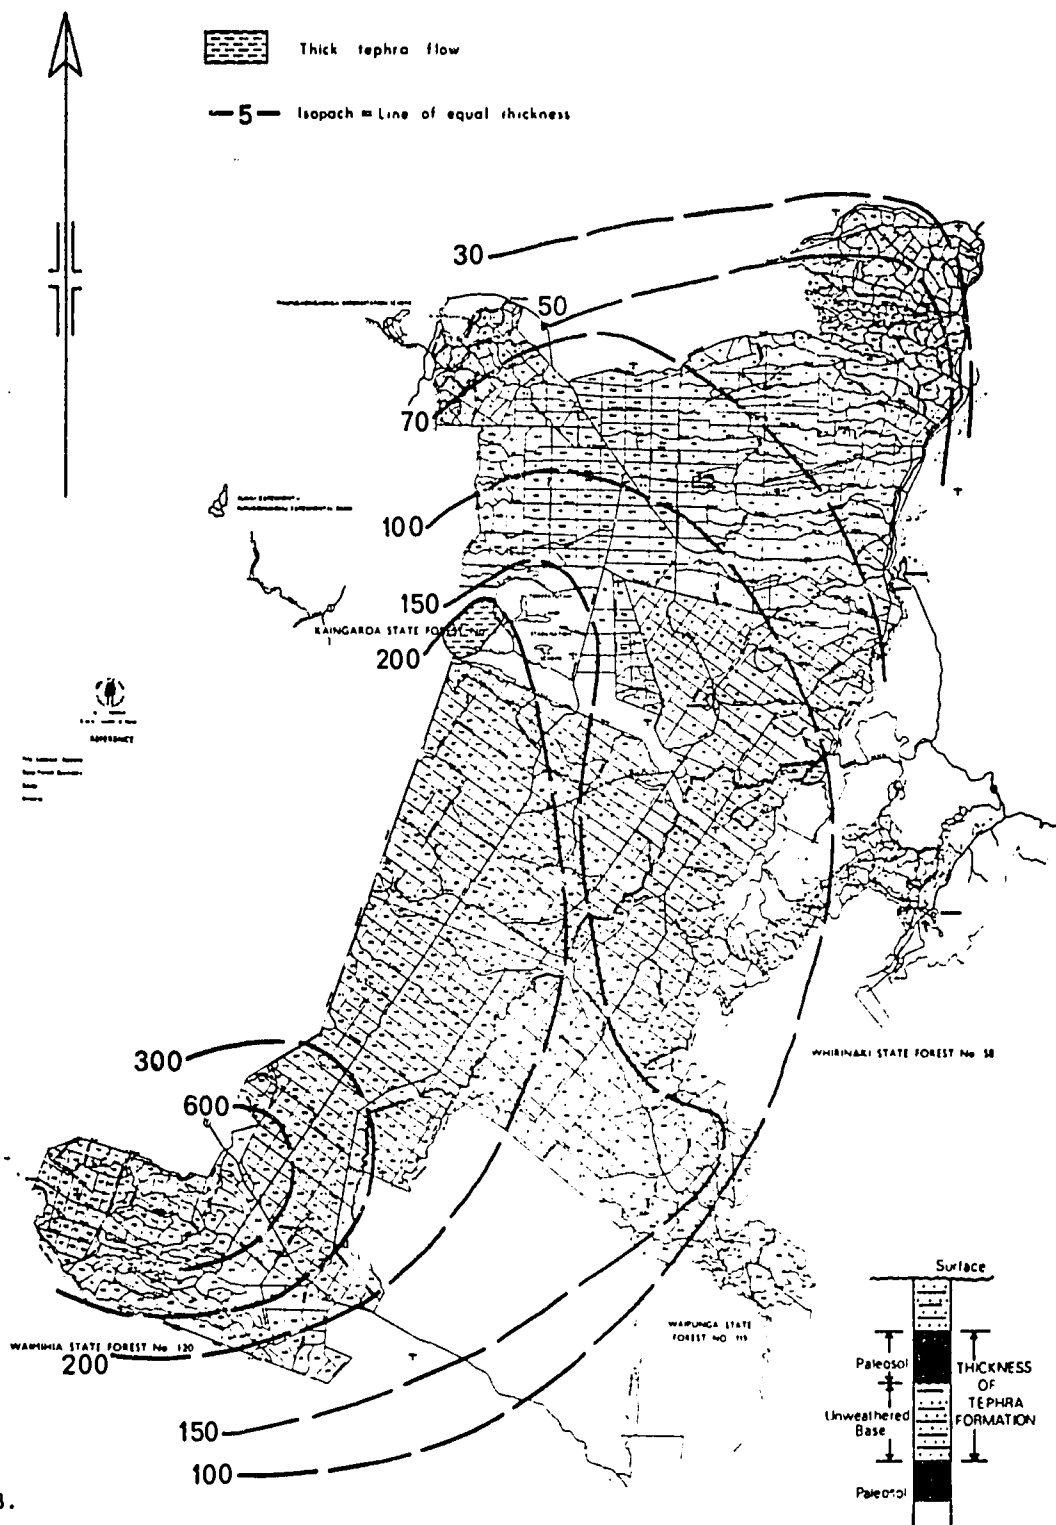 Thick tephra flow
5 Isopach = Line of equal thickness
30
50
70
100
150
KAINGAROA STATE
200
REFERENCE
WHIRINAKI STATE FOREST No 58
300
600
WAIMIHIA STATE FOREST No 120
200
WAIPUNGA STATE
FOREST NO 119
150
100
Surface
Paleosol
THICKNESS
OF
TEPHRA
FORMATION
Unweathered
Base
Paleosol